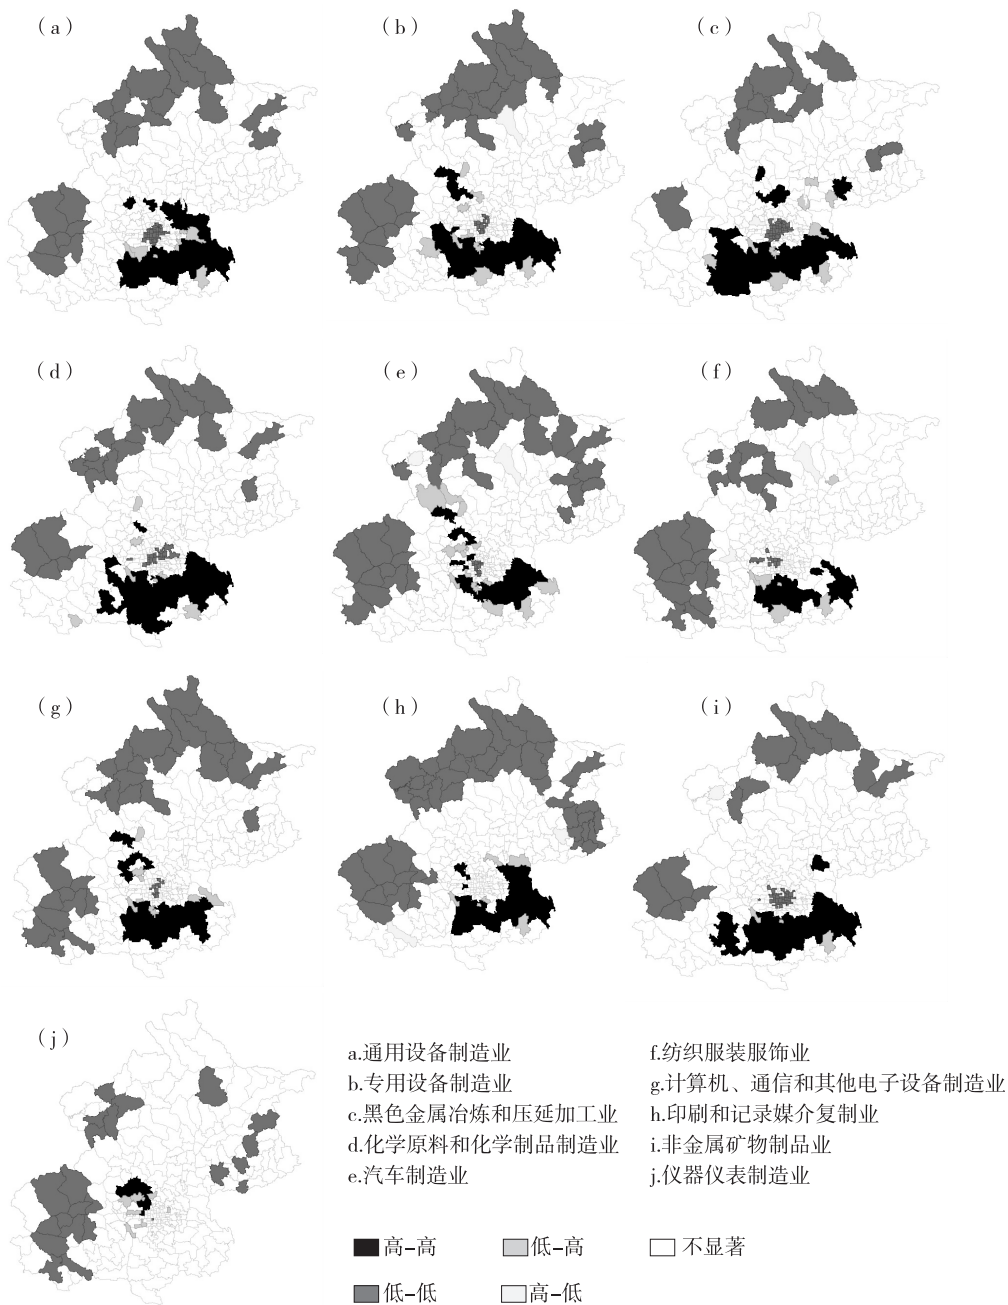 (a)
(b)
(c)
(d)
(e)
(f)
(g)
(h)
(i)
(j)
a.通用设备制造业
b.专用设备制造业
c.黑色金属冶炼和压延加工业
d.化学原料和化学制品制造业
e.汽车制造业
f.纺织服装服饰业
g.计算机、通信和其他电子设备制造业
h.印刷和记录媒介复制业
i.非金属矿物制品业
j.仪器仪表制造业
高-高
低-高
不显著
低-低
高-低